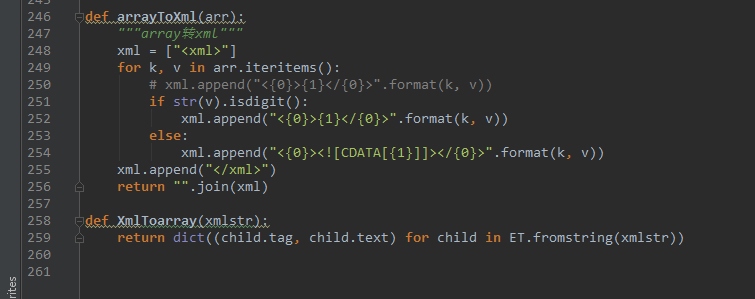 245
246 def arrayToXml(arr):
247 """array转xml"""
248 xml = ["<xml>"]
249 for k, v in arr.iteritems():
250 # xml.append("<{0}>{1}</{0}>".format(k, v))
251 if str(v).isdigit():
252 xml.append("<{0}>{1}</{0}>".format(k, v))
253 else:
254 xml.append("<{0}><![CDATA[{1}]]></{0}>".format(k, v))
255 xml.append("</xml>")
256 return "".join(xml)
257
258 def XmlToarray(xmlstr):
259 return dict((child.tag, child.text) for child in ET.fromstring(xmlstr))
260
261
rites